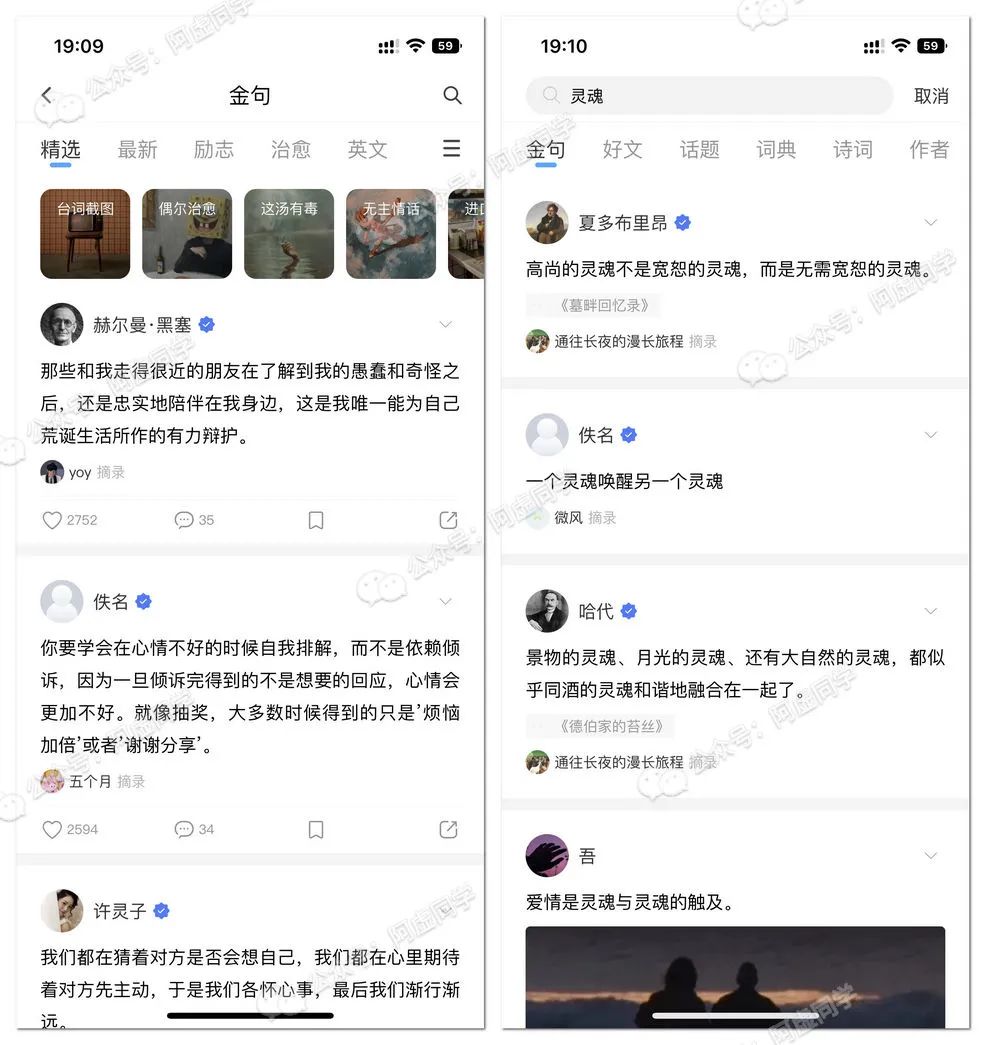 19:09
59
金句
精选
最新
励志
治愈
英文
台词截图
偶尔治愈
这汤有毒
无主情话
进口
赫尔曼·黑塞
那些和我走得很近的朋友在了解到我的愚蠢和奇怪之
后，还是忠实地陪伴在我身边，这是我唯一能为自己
荒诞生活所作的有力辩护。
yoy 摘录
2752
35
佚名
你要学会在心情不好的时候自我排解，而不是依赖倾
诉，因为一旦倾诉完得到的不是想要的回应，心情会
更加不好。就像抽奖，大多数时候得到的只是’烦恼
加倍’或者’谢谢分享’。
五个月 摘录
2594
34
许灵子
我们都在猜着对方是否会想自己，我们都在心里期待
着对方先主动，于是我们各怀心事，最后我们渐行渐
远。
19:10
59
灵魂
取消
金句
好文
话题
词典
诗词
作者
夏多布里昂
高尚的灵魂不是宽恕的灵魂，而是无需宽恕的灵魂。
《墓畔回忆录》
通往长夜的漫长旅程 摘录
佚名
一个灵魂唤醒另一个灵魂
微风 摘录
哈代
景物的灵魂、月光的灵魂、还有大自然的灵魂，都似
乎同酒的灵魂和谐地融合在一起了。
《德伯家的苔丝》
通往长夜的漫长旅程 摘录
吾
爱情是灵魂与灵魂的触及。
公众号：阿虚同学